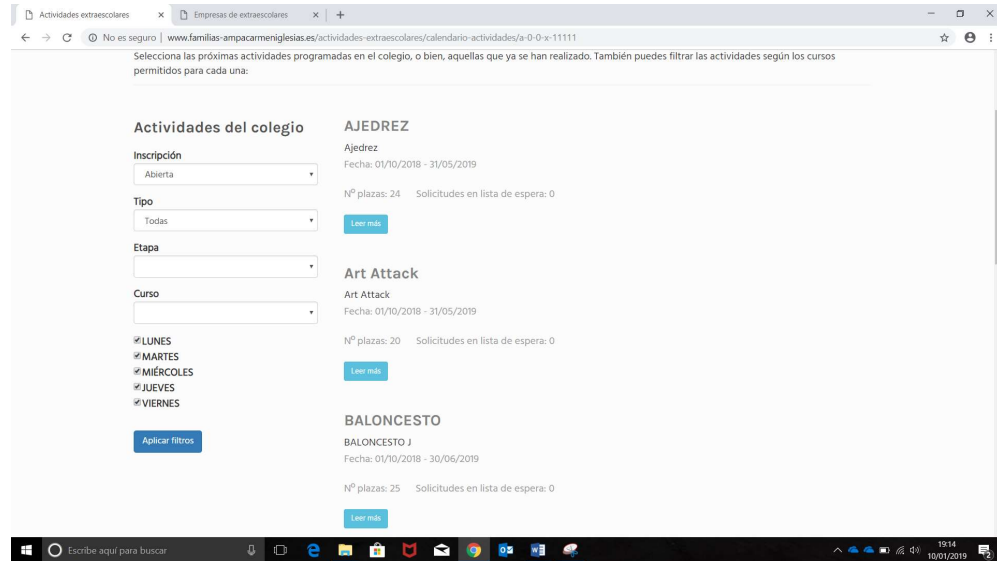 Actividades extraescolares
Empresas de extraescolares
No es seguro | www.familias-ampacarmeniglesias.es/actividades-extraescolares/calendario-actividades/a-0-0-x-11111
Selecciona las próximas actividades programadas en el colegio, o bien, aquellas que ya se han realizado. También puedes filtrar las actividades según los cursos
permitidos para cada una:
Actividades del colegio
Inscripción
Abierta
Tipo
Todas
Etapa
Curso
LUNES
MARTES
MIÉRCOLES
JUEVES
VIERNES
Aplicar filtros
AJEDREZ
Ajedrez
Fecha: 01/10/2018 - 31/05/2019
Nº plazas: 24 Solicitudes en lista de espera: 0
Leer más
Art Attack
Art Attack
Fecha: 01/10/2018 - 31/05/2019
Nº plazas: 20 Solicitudes en lista de espera: 0
Leer más
BALONCESTO
BALONCESTO J
Fecha: 01/10/2018 - 30/06/2019
Nº plazas: 25 Solicitudes en lista de espera: 0
Leer más
Escribe aquí para buscar
19:14
10/01/2019